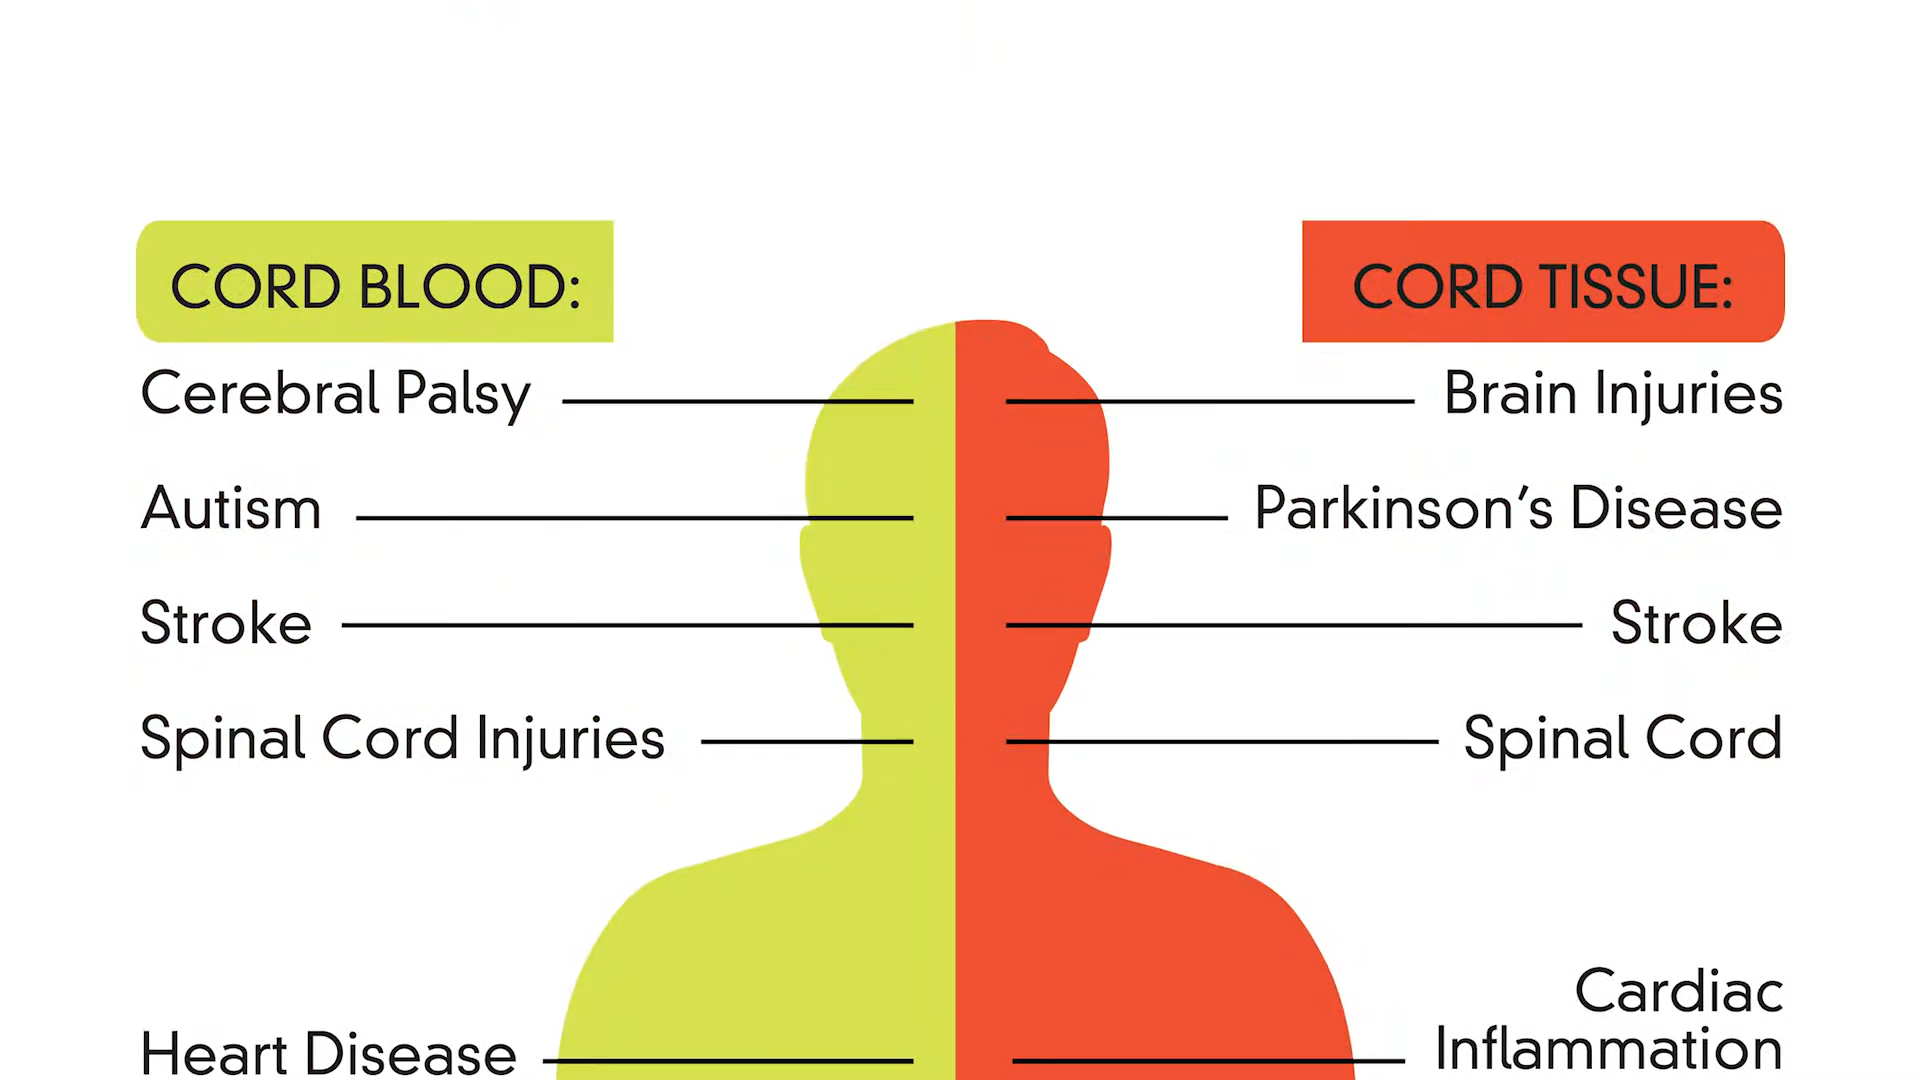 CORD BLOOD:
Cerebral Palsy
Autism
Stroke
Spinal Cord Injuries
Heart Disease
CORD TISSUE:
Brain Injuries
Parkinson’s Disease
Stroke
Spinal Cord
Cardiac
Inflammation